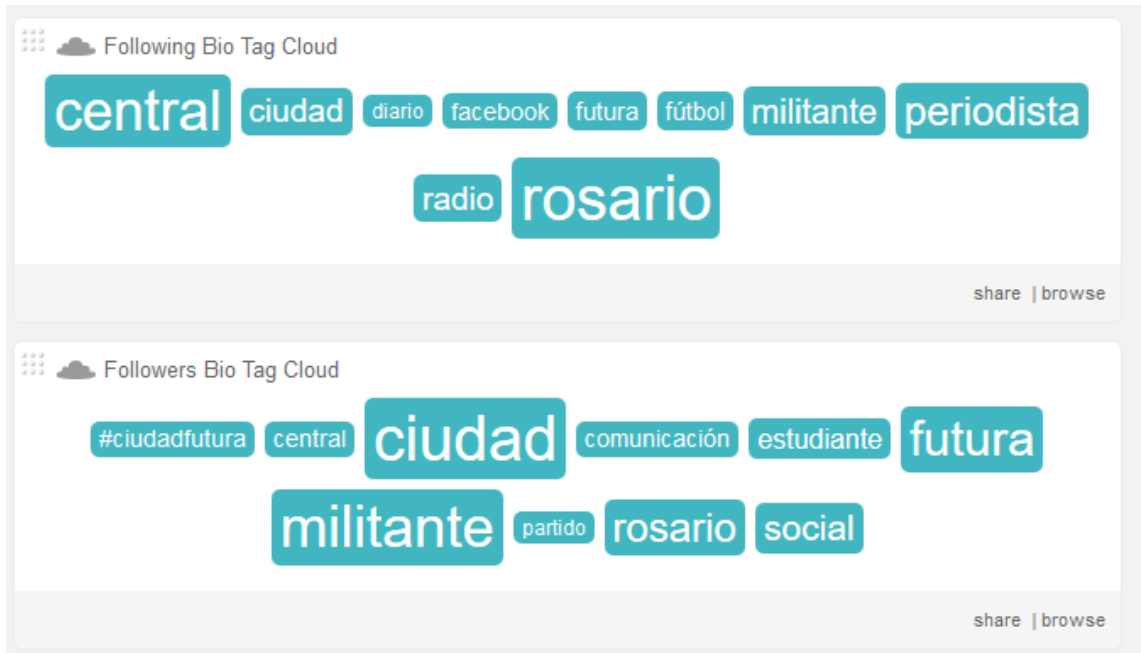 Following Bio Tag Cloud
central ciudad diario facebook futura fútbol militante periodista
radio rosario
share | browse
Followers Bio Tag Cloud
#ciudadfutura central ciudad comunicación estudiante futura
militante partido rosario social
share | browse